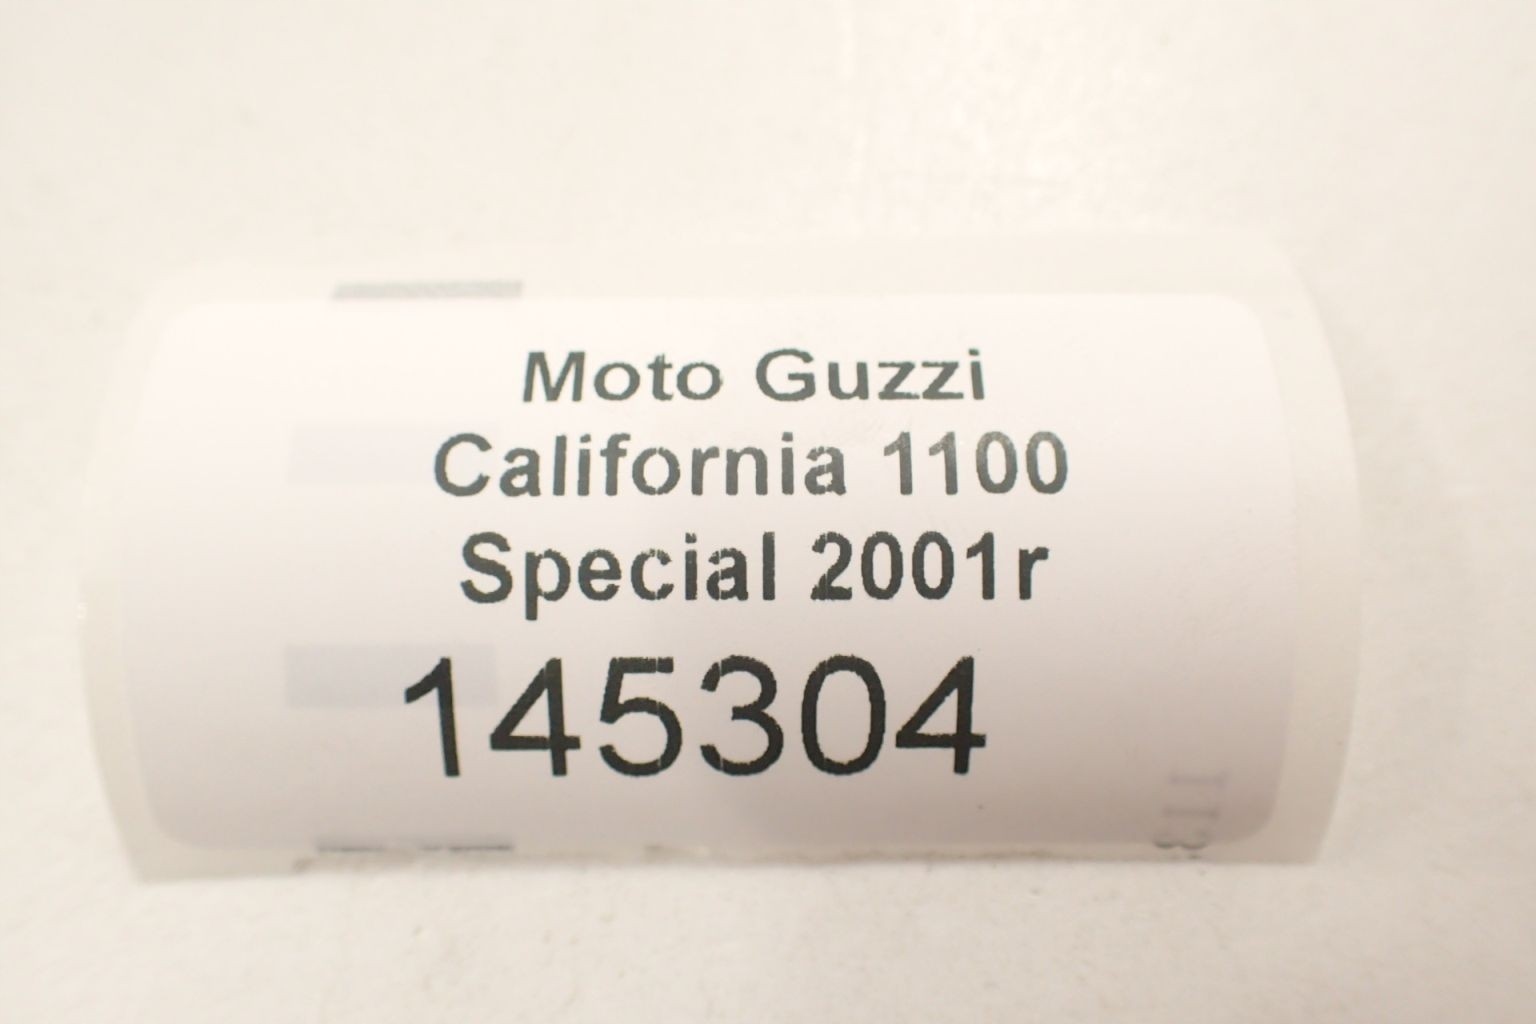 Moto Guzzi
California 1100
Special 2001r
145304